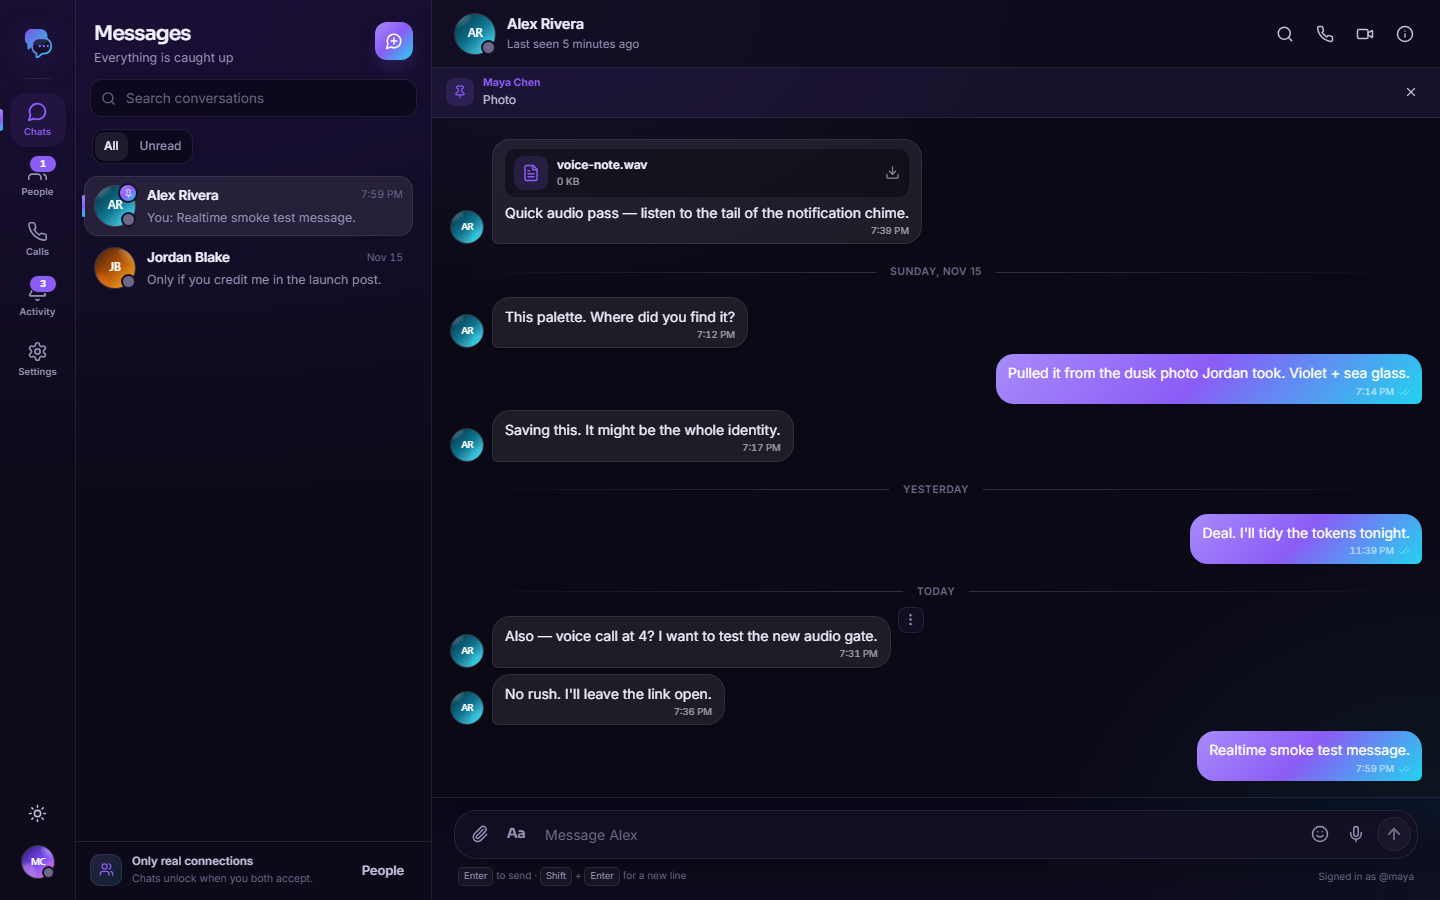 Chats
1
People
Calls
3
Activity
Settings
MC
Messages
Everything is caught up
Search conversations
All
Unread
AR
Alex Rivera
7:59 PM
You: Realtime smoke test message.
JB
Jordan Blake
Nov 15
Only if you credit me in the launch post.
Only real connections
Chats unlock when you both accept.
People
AR
Alex Rivera
Last seen 5 minutes ago
Maya Chen
Photo
voice-note.wav
0 KB
AR
Quick audio pass — listen to the tail of the notification chime.
7:39 PM
SUNDAY, NOV 15
AR
This palette. Where did you find it?
7:12 PM
Pulled it from the dusk photo Jordan took. Violet + sea glass.
7:14 PM
AR
Saving this. It might be the whole identity.
7:17 PM
YESTERDAY
Deal. I'll tidy the tokens tonight.
11:39 PM
TODAY
AR
Also — voice call at 4? I want to test the new audio gate.
7:31 PM
AR
No rush. I'll leave the link open.
7:36 PM
Realtime smoke test message.
7:59 PM
Aa
Message Alex
Enter to send · Shift + Enter for a new line
Signed in as @maya